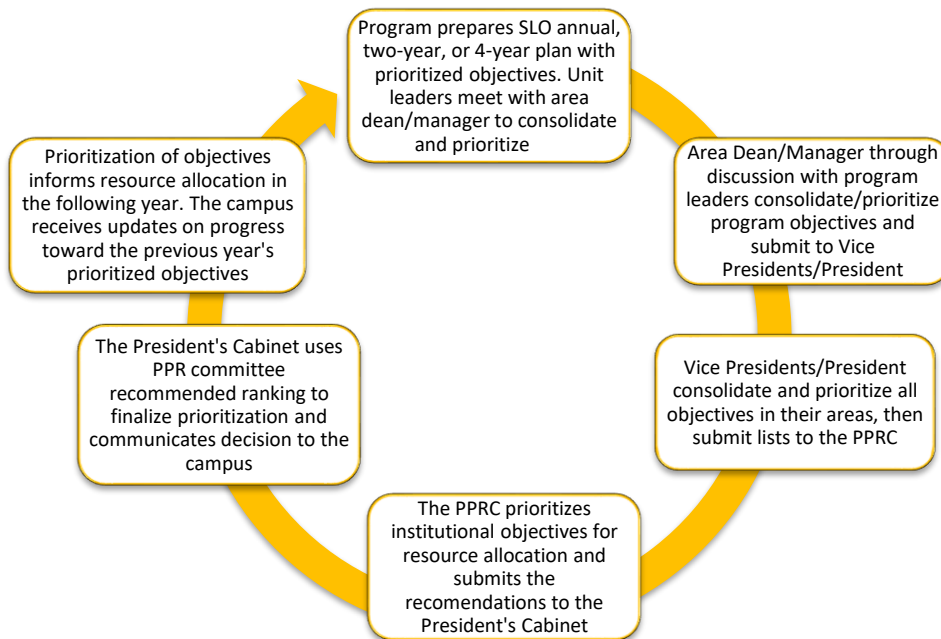 Program prepares SLO annual,
two-year, or 4-year plan with
prioritized objectives. Unit
leaders meet with area
dean/manager to consolidate
and prioritize
Area Dean/Manager through
discussion with program
leaders consolidate/prioritize
program objectives and
submit to Vice
Presidents/President
Vice Presidents/President
consolidate and prioritize all
objectives in their areas, then
submit lists to the PPRC
The PPRC prioritizes
institutional objectives for
resource allocation and
submits the
recomendations to the
President's Cabinet
The President's Cabinet uses
PPR committee
recommended ranking to
finalize prioritization and
communicates decision to the
campus
Prioritization of objectives
informs resource allocation in
the following year. The campus
receives updates on progress
toward the previous year's
prioritized objectives